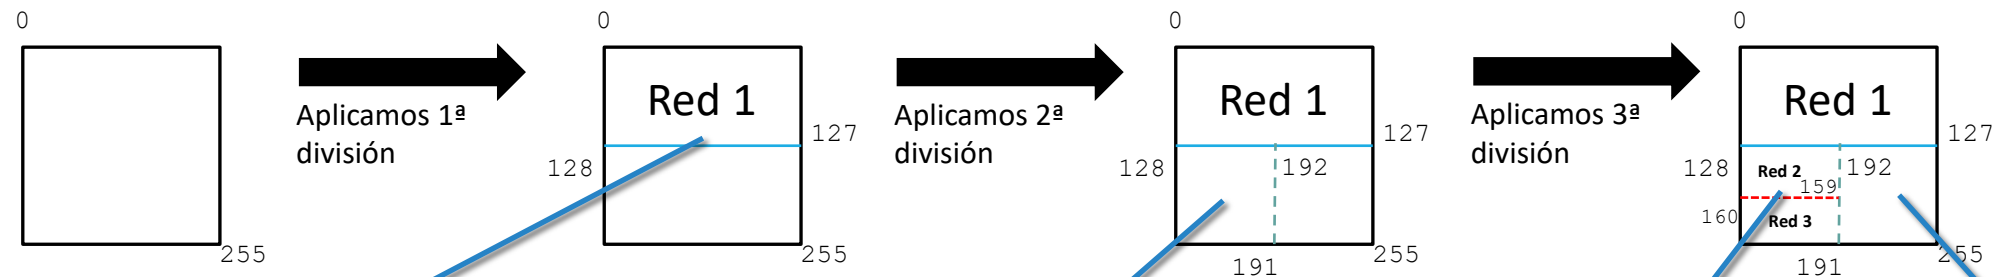 0
255
Aplicamos 1ª
división
0
Red 1
127
128
255
Aplicamos 2ª
división
0
Red 1
127
128
192
255
191
Aplicamos 3ª
división
0
Red 1
127
128
Red 2
192
159
160
Red 3
255
191